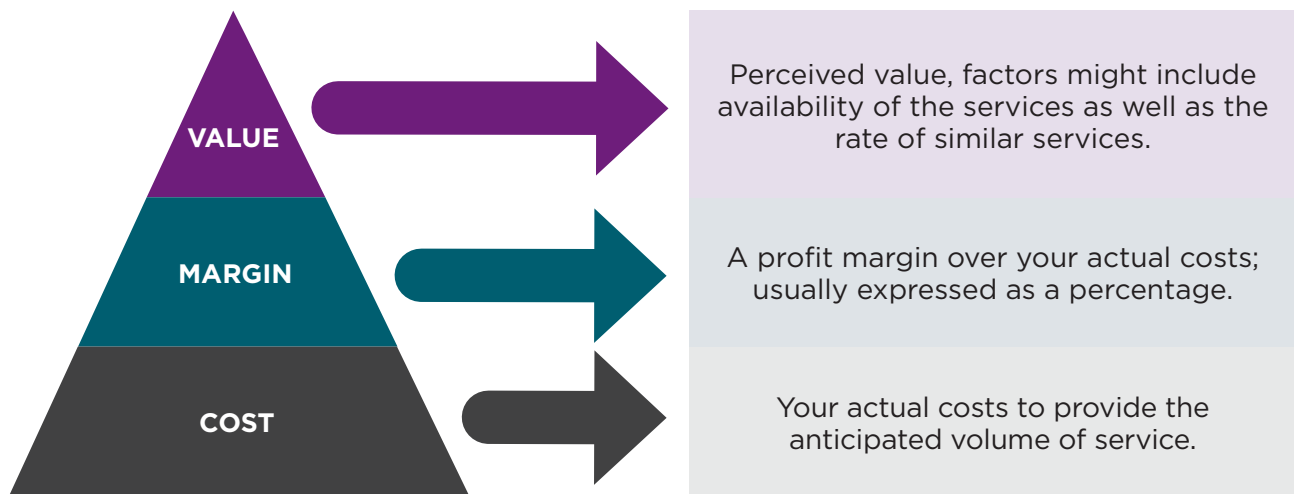 VALUE
Perceived value, factors might include
availability of the services as well as the
rate of similar services.
MARGIN
A profit margin over your actual costs;
usually expressed as a percentage.
COST
Your actual costs to provide the
anticipated volume of service.